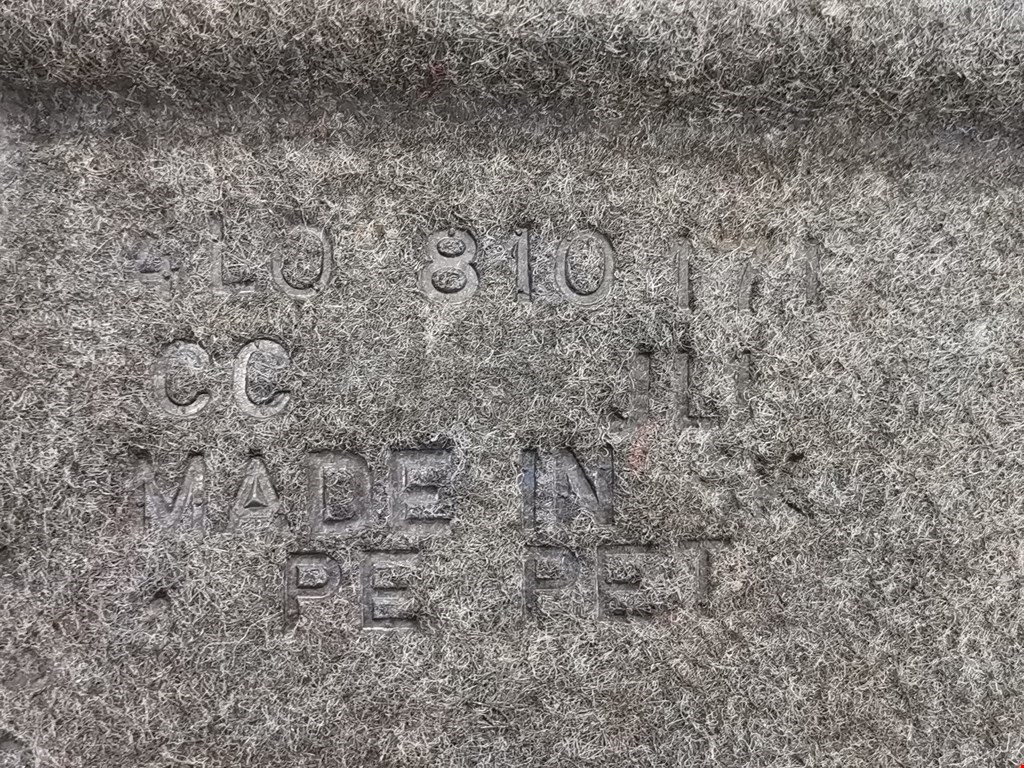 4L0 810 171
CC
MADE IN
PE PET